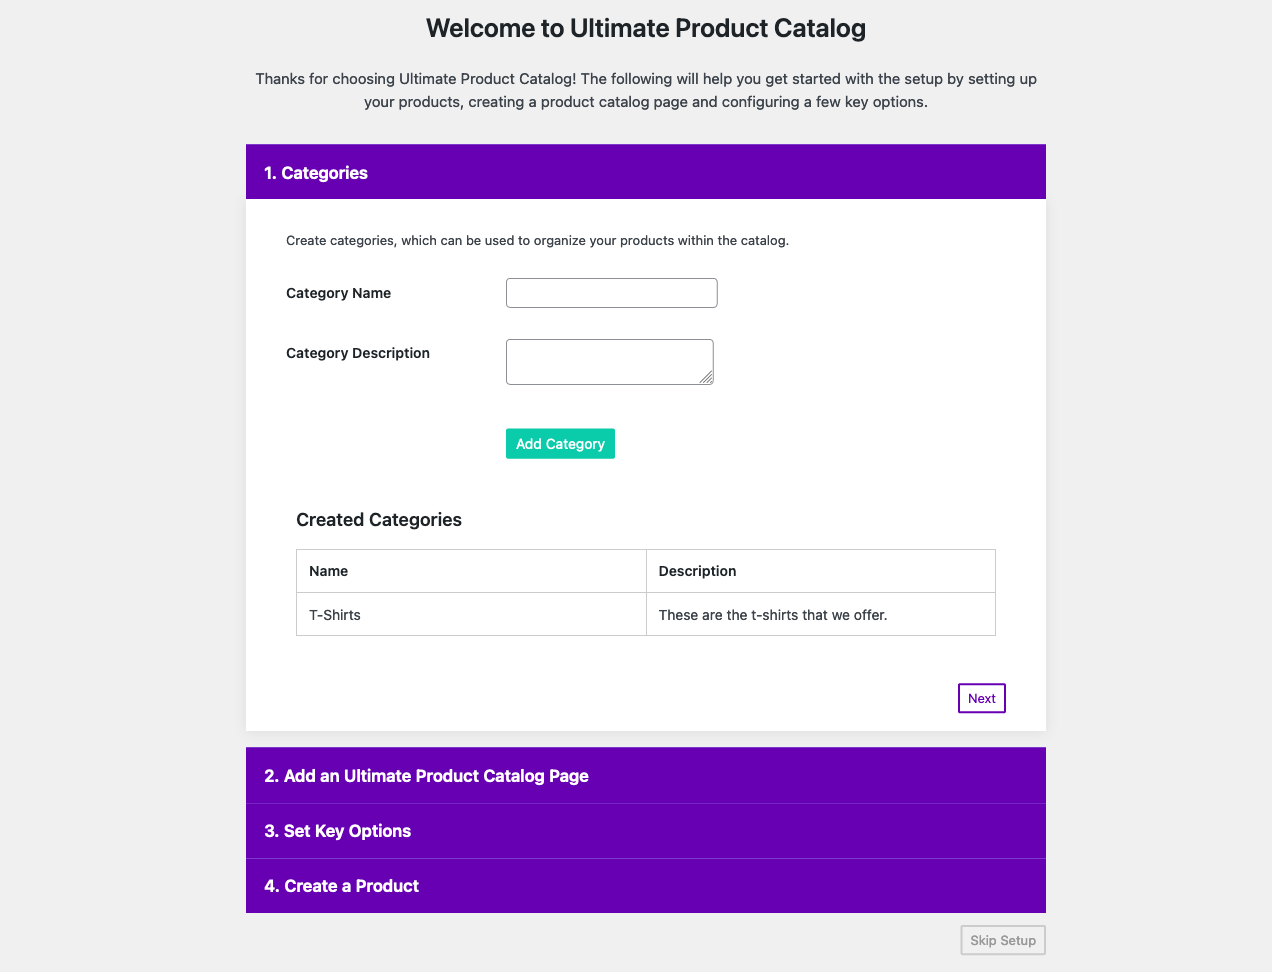 Welcome to Ultimate Product Catalog
Thanks for choosing Ultimate Product Catalog! The following will help you get started with the setup by setting up
your products, creating a product catalog page and configuring a few key options.
1. Categories
Create categories, which can be used to organize your products within the catalog.
Category Name
Category Description
Add Category
Created Categories
Name Description
T-Shirts These are the t-shirts that we offer.
Next
2. Add an Ultimate Product Catalog Page
3. Set Key Options
4. Create a Product
Skip Setup